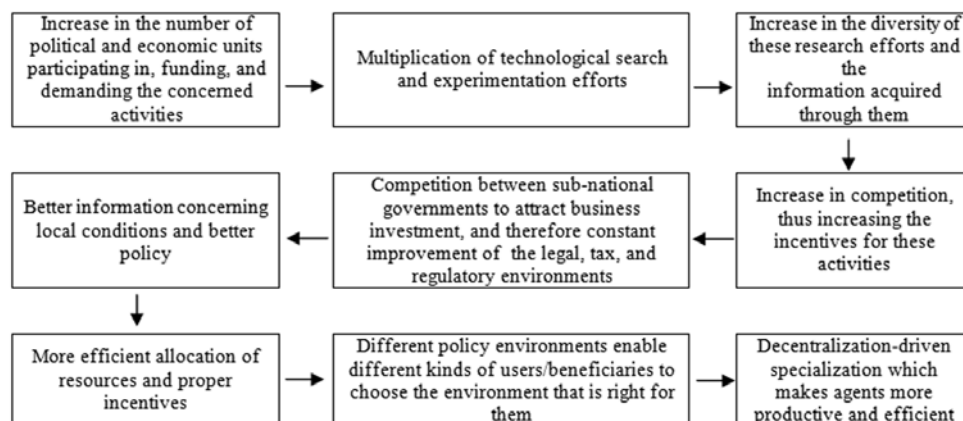 Increase in the number of
political and economic units
participating in, funding, and
demanding the concerned
activities
Multiplication of technological search
and experimentation efforts
Increase in the diversity of
these research efforts and
the
information acquired
through them
Increase in competition,
thus increasing the
incentives for these
activities
Competition between sub-national
governments to attract business
investment, and therefore constant
improvement of the legal, tax, and
regulatory environments
Better information concerning
local conditions and better
policy
More efficient allocation of
resources and proper
incentives
Different policy environments enable
different kinds of users/beneficiaries to
choose the environment that is right for
them
Decentralization-driven
specialization which
makes agents more
productive and efficient